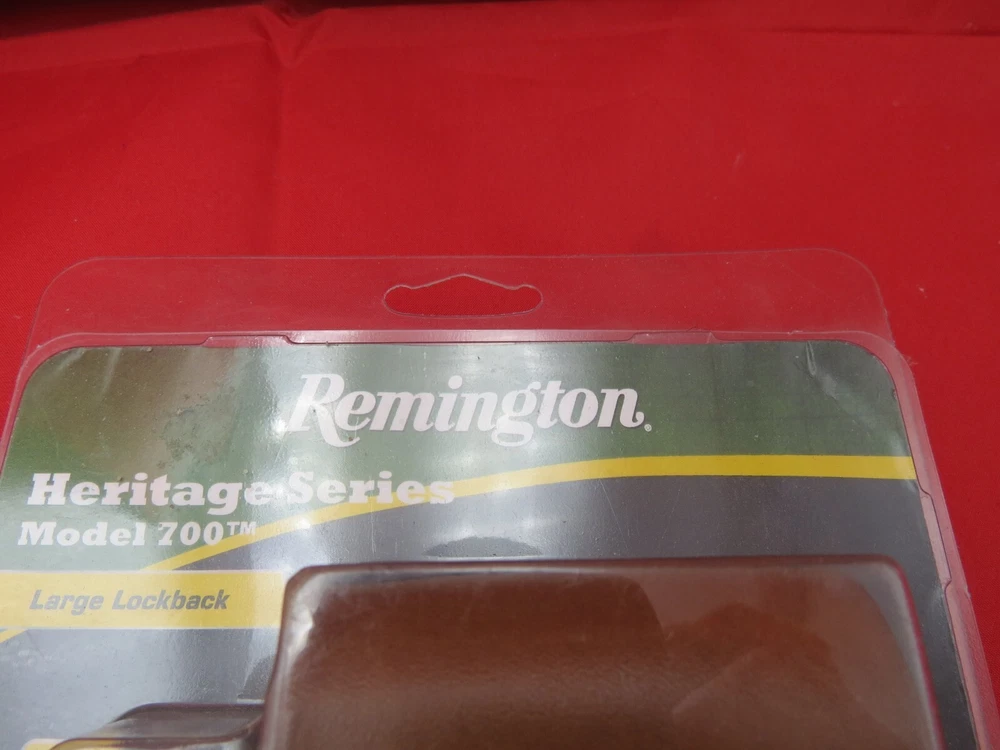 Remington®
Heritage Series
Model 700™
Large Lockback